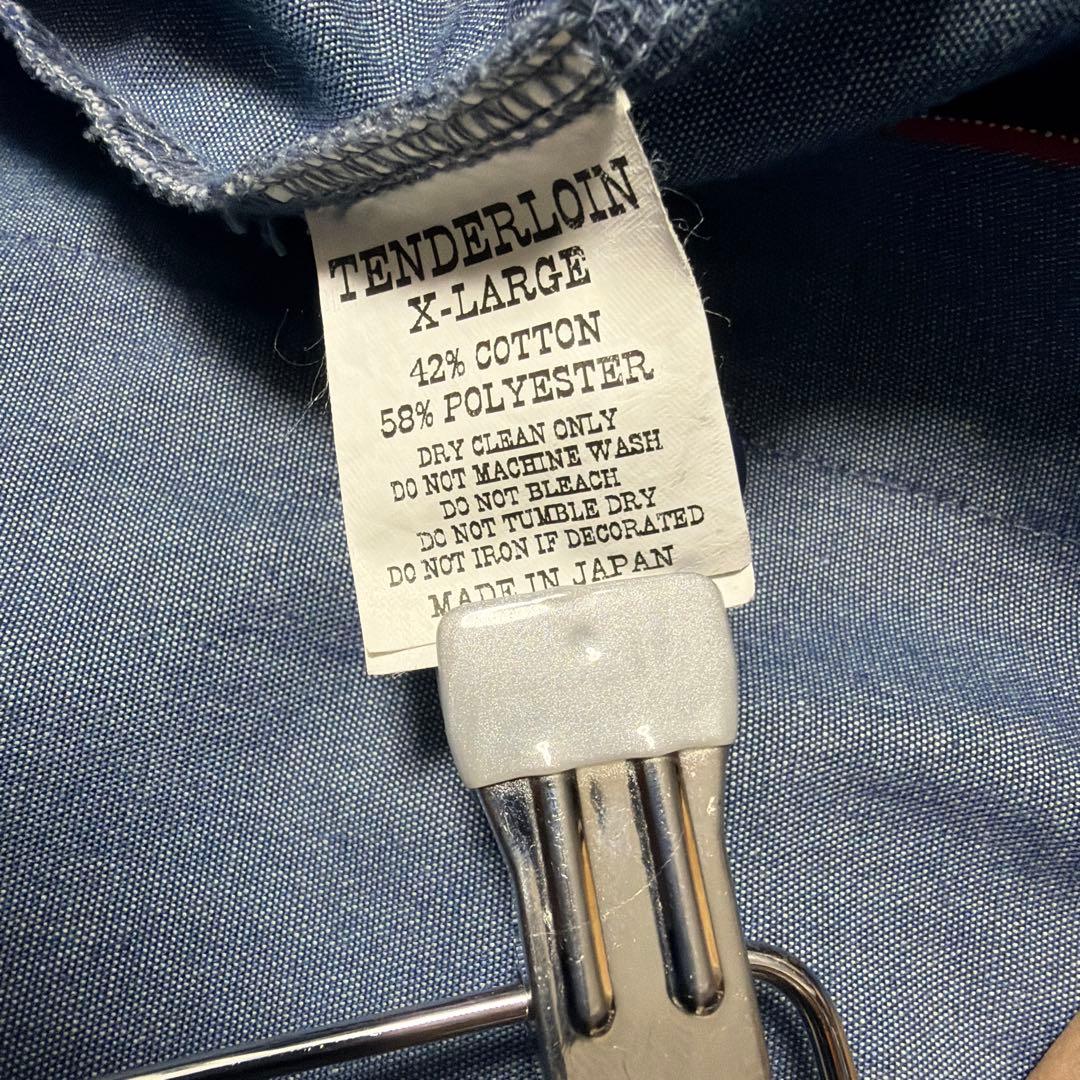 TENDERLOIN
X-LARGE
42% COTTON
58% POLYESTER
DRY CLEAN ONLY
DO NOT MACHINE WASH
DO NOT BLEACH
DO NOT TUMBLE DRY
DO NOT IRON IF DECORATED
MADE IN JAPAN